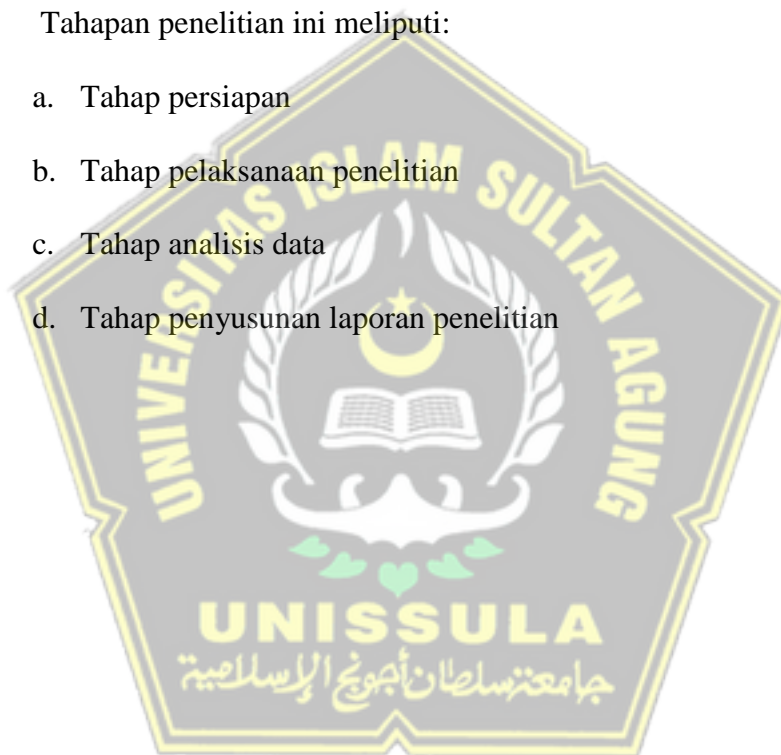 Tahapan penelitian ini meliputi:
a. Tahap persiapan
b. Tahap pelaksanaan penelitian
c. Tahap analisis data
d. Tahap penyusunan laporan penelitian
UNIVERSITAS ISLAM SULTAN AGUNG
UNISSULA
جامعة سلطان أجونج الإسلامية